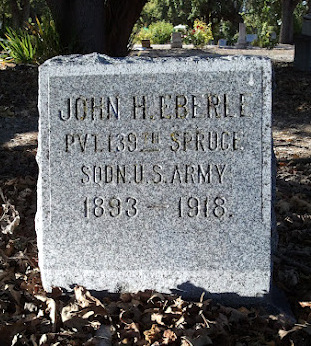 JOHN H. EBERLE
PVT. 139TH SPRUCE
SQDN. U.S. ARMY
1893 - 1918.